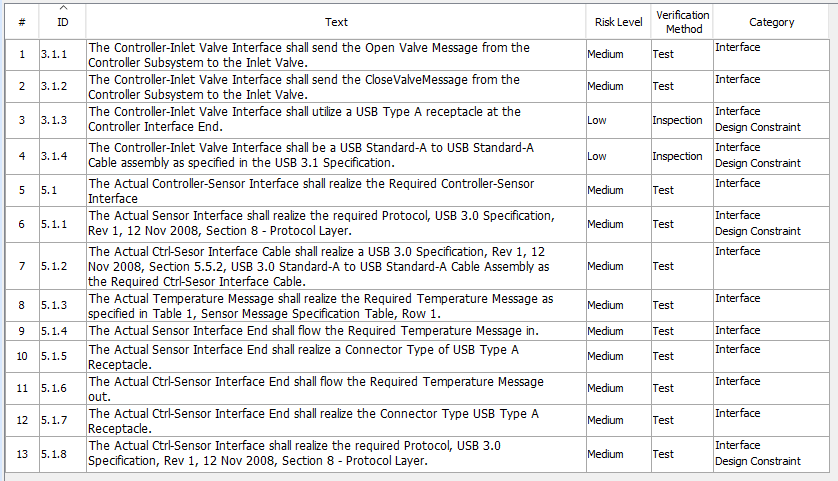 # ID Text Risk Level Verification Method Category
1 3.1.1 The Controller-Inlet Valve Interface shall send the Open Valve Message from the Medium Test Interface
Controller Subsystem to the Inlet Valve.
2 3.1.2 The Controller-Inlet Valve Interface shall send the CloseValveMessage from the Medium Test Interface
Controller Subsystem to the Inlet Valve.
3 3.1.3 The Controller-Inlet Valve Interface shall utilize a USB Type A receptacle at the Low Inspection Interface
Controller Interface End. Design Constraint
4 3.1.4 The Controller-Inlet Valve Interface shall be a USB Standard-A to USB Standard-A Low Inspection Interface
Cable assembly as specified in the USB 3.1 Specification. Design Constraint
5 5.1 The Actual Controller-Sensor Interface shall realize the Required Controller-Sensor Medium Test Interface
Interface
6 5.1.1 The Actual Sensor Interface shall realize the required Protocol, USB 3.0 Specification, Medium Test Interface
Rev 1, 12 Nov 2008, Section 8 - Protocol Layer. Design Constraint
7 5.1.2 The Actual Ctrl-Sesor Interface Cable shall realize a USB 3.0 Specification, Rev 1, 12 Medium Test Interface
Nov 2008, Section 5.5.2, USB 3.0 Standard-A to USB Standard-A Cable Assembly as
the Required Ctrl-Sesor Interface Cable.
8 5.1.3 The Actual Temperature Message shall realize the Required Temperature Message as Medium Test Interface
specified in Table 1, Sensor Message Specification Table, Row 1.
9 5.1.4 The Actual Sensor Interface End shall flow the Required Temperature Message in. Medium Test Interface
10 5.1.5 The Actual Sensor Interface End shall realize a Connector Type of USB Type A Medium Test Interface
Receptacle.
11 5.1.6 The Actual Ctrl-Sensor Interface End shall flow the Required Temperature Message Medium Test Interface
out.
12 5.1.7 The Actual Ctrl-Sensor Interface End shall realize the Connector Type USB Type A Medium Test Interface
Receptacle.
13 5.1.8 The Actual Ctrl-Sensor Interface shall realize the required Protocol, USB 3.0 Medium Test Interface
Specification, Rev 1, 12 Nov 2008, Section 8 - Protocol Layer. Design Constraint